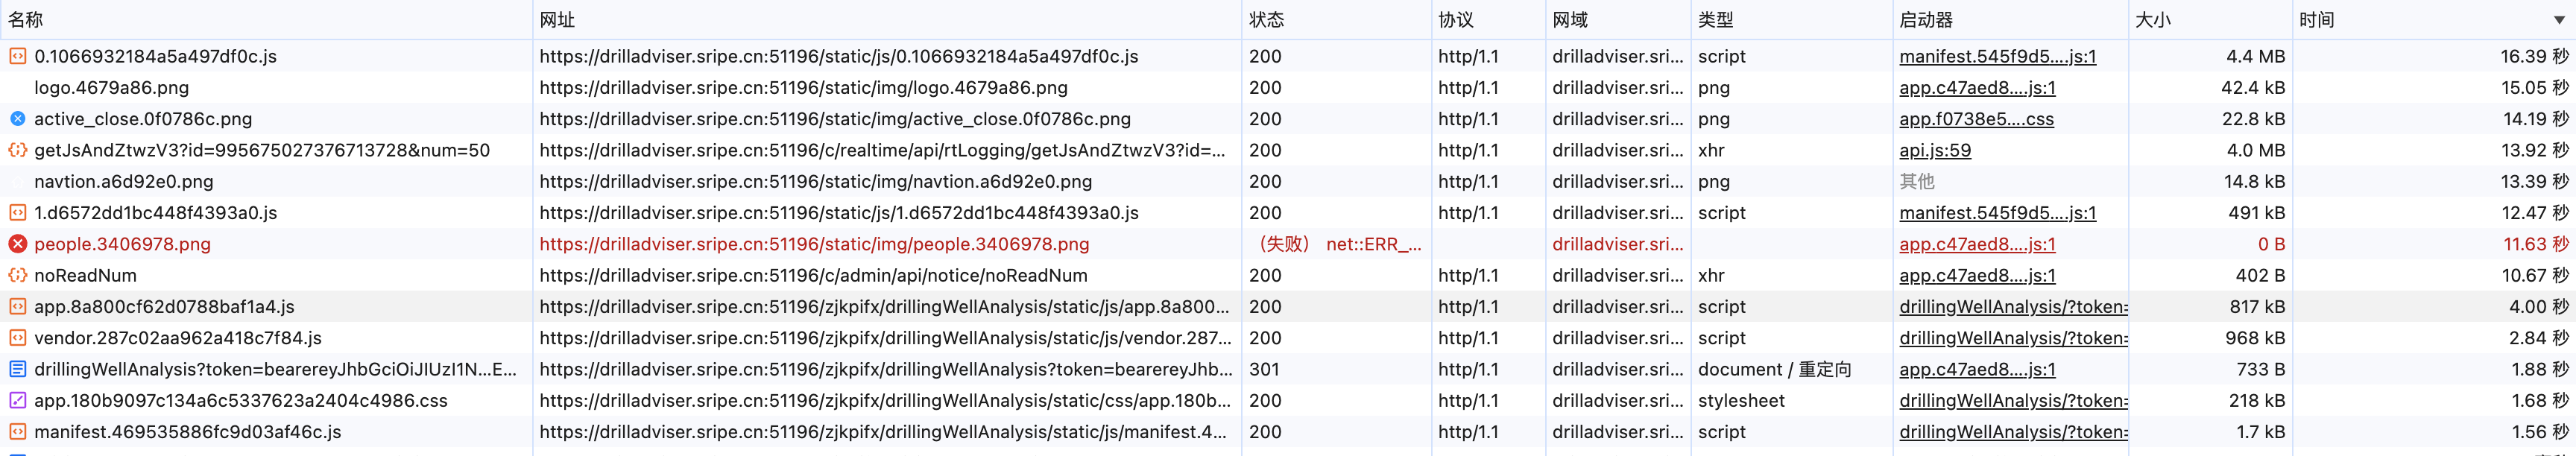 名称 网址 状态 协议 网域 类型 启动器 大小 时间
0.1066932184a5a497df0c.js https://drilladviser.sripe.cn:51196/static/js/0.1066932184a5a497df0c.js 200 http/1.1 drilladviser.sri... script manifest.545f9d5....js:1 4.4 MB 16.39 秒
logo.4679a86.png https://drilladviser.sripe.cn:51196/static/img/logo.4679a86.png 200 http/1.1 drilladviser.sri... png app.c47aed8....js:1 42.4 kB 15.05 秒
active_close.0f0786c.png https://drilladviser.sripe.cn:51196/static/img/active_close.0f0786c.png 200 http/1.1 drilladviser.sri... png app.f0738e5....css 22.8 kB 14.19 秒
getJsAndZtwzV3?id=995675027376713728&num=50 https://drilladviser.sripe.cn:51196/c/realtime/api/rtLogging/getJsAndZtwzV3?id=... 200 http/1.1 drilladviser.sri... xhr api.js:59 4.0 MB 13.92 秒
navtion.a6d92e0.png https://drilladviser.sripe.cn:51196/static/img/navtion.a6d92e0.png 200 http/1.1 drilladviser.sri... png 其他 14.8 kB 13.39 秒
1.d6572dd1bc448f4393a0.js https://drilladviser.sripe.cn:51196/static/js/1.d6572dd1bc448f4393a0.js 200 http/1.1 drilladviser.sri... script manifest.545f9d5....js:1 491 kB 12.47 秒
people.3406978.png https://drilladviser.sripe.cn:51196/static/img/people.3406978.png （失败） net::ERR_... drilladviser.sri... app.c47aed8....js:1 0 B 11.63 秒
noReadNum https://drilladviser.sripe.cn:51196/c/admin/api/notice/noReadNum 200 http/1.1 drilladviser.sri... xhr app.c47aed8....js:1 402 B 10.67 秒
app.8a800cf62d0788baf1a4.js https://drilladviser.sripe.cn:51196/zjkpifx/drillingWellAnalysis/static/js/app.8a800... 200 http/1.1 drilladviser.sri... script drillingWellAnalysis/?token= 817 kB 4.00 秒
vendor.287c02aa962a418c7f84.js https://drilladviser.sripe.cn:51196/zjkpifx/drillingWellAnalysis/static/js/vendor.287... 200 http/1.1 drilladviser.sri... script drillingWellAnalysis/?token= 968 kB 2.84 秒
drillingWellAnalysis?token=bearereyJhbGciOiJIUzI1N...E... https://drilladviser.sripe.cn:51196/zjkpifx/drillingWellAnalysis?token=bearereyJhb... 301 http/1.1 drilladviser.sri... document / 重定向 app.c47aed8....js:1 733 B 1.88 秒
app.180b9097c134a6c5337623a2404c4986.css https://drilladviser.sripe.cn:51196/zjkpifx/drillingWellAnalysis/static/css/app.180b... 200 http/1.1 drilladviser.sri... stylesheet drillingWellAnalysis/?token= 218 kB 1.68 秒
manifest.469535886fc9d03af46c.js https://drilladviser.sripe.cn:51196/zjkpifx/drillingWellAnalysis/static/js/manifest.4... 200 http/1.1 drilladviser.sri... script drillingWellAnalysis/?token= 1.7 kB 1.56 秒